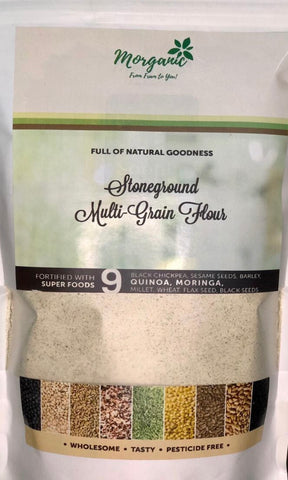 Morganic
From Fram to You!
FULL OF NATURAL GOODNESS
Stoneground
Multi-Grain Flour
FORTIFIED WITH
SUPER FOODS
9
BLACK CHICKPEA, SESAME SEEDS, BARLEY,
QUINOA, MORINGA,
MILLET, WHEAT, FLAX SEED, BLACK SEEDS
• WHOLESOME • TASTY • PESTICIDE FREE •